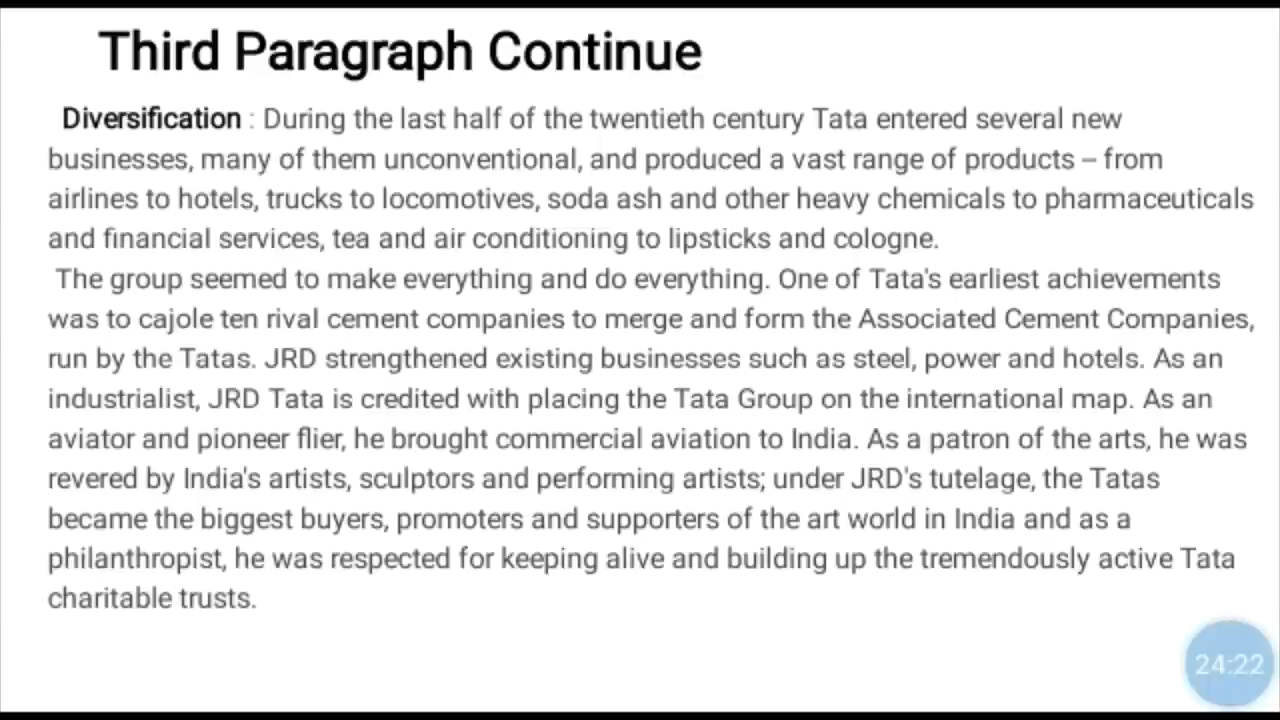 Third Paragraph Continue
Diversification : During the last half of the twentieth century Tata entered several new
businesses, many of them unconventional, and produced a vast range of products – from
airlines to hotels, trucks to locomotives, soda ash and other heavy chemicals to pharmaceuticals
and financial services, tea and air conditioning to lipsticks and cologne.
The group seemed to make everything and do everything. One of Tata's earliest achievements
was to cajole ten rival cement companies to merge and form the Associated Cement Companies,
run by the Tatas. JRD strengthened existing businesses such as steel, power and hotels. As an
industrialist, JRD Tata is credited with placing the Tata Group on the international map. As an
aviator and pioneer flier, he brought commercial aviation to India. As a patron of the arts, he was
revered by India's artists, sculptors and performing artists; under JRD's tutelage, the Tatas
became the biggest buyers, promoters and supporters of the art world in India and as a
philanthropist, he was respected for keeping alive and building up the tremendously active Tata
charitable trusts.
24:22